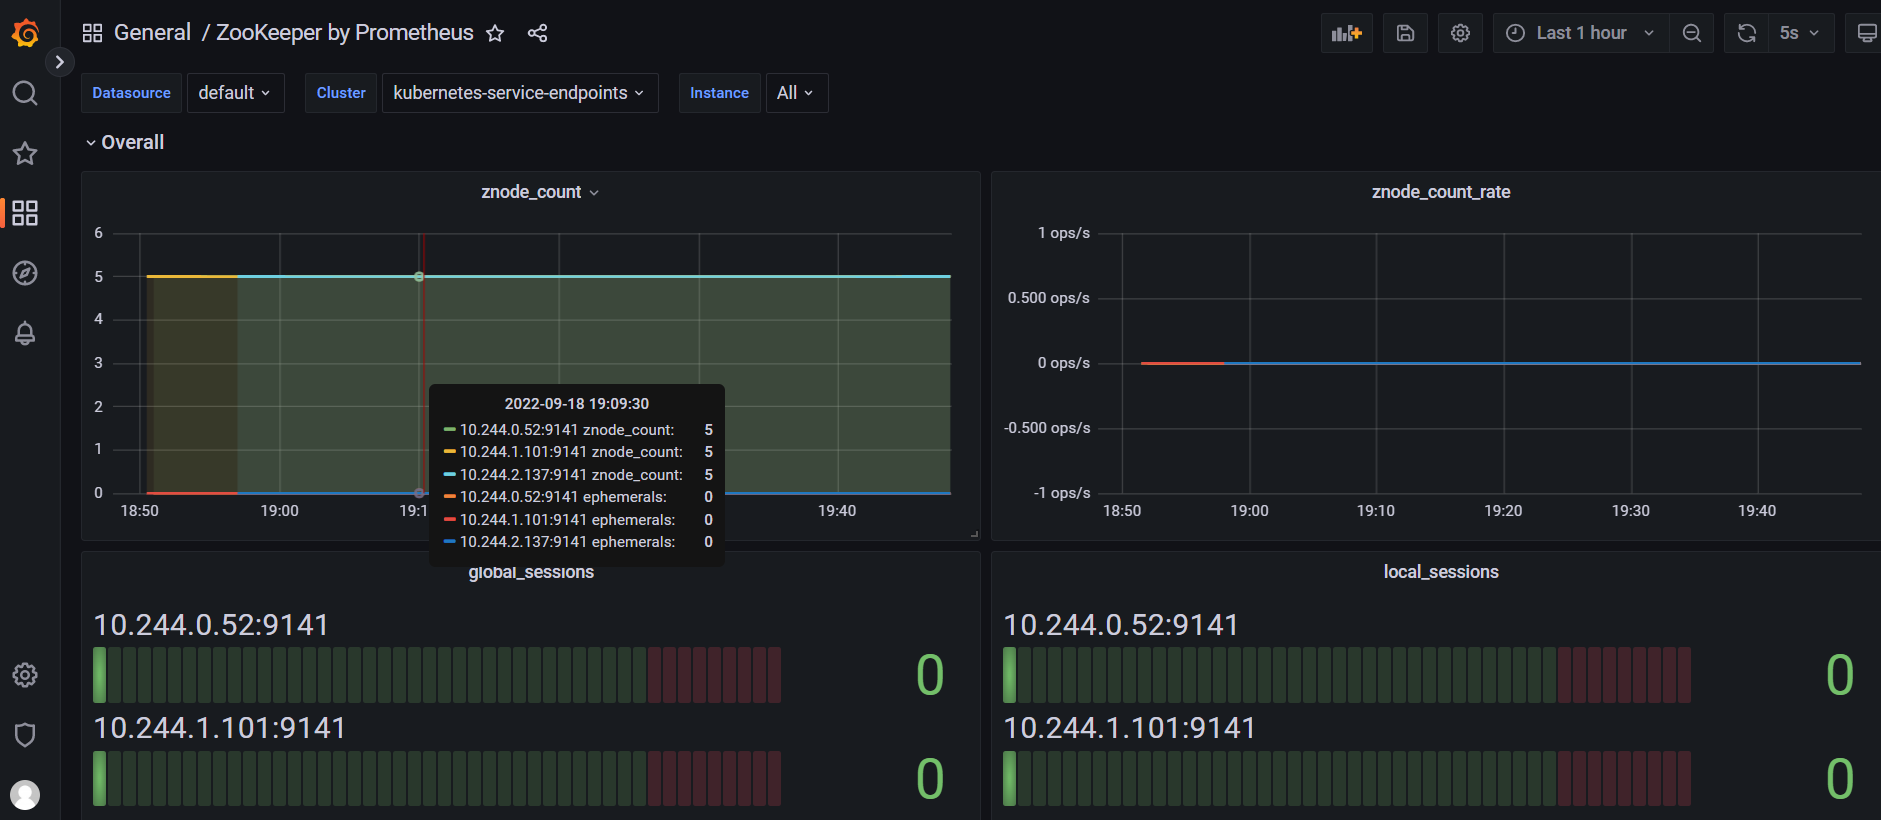 General / ZooKeeper by Prometheus
Last 1 hour
5s
Datasource default Cluster kubernetes-service-endpoints Instance All
Overall
znode_count
6
5
4
3
2
1
0
18:50 19:00 19:1 19:40
2022-09-18 19:09:30
10.244.0.52:9141 znode_count: 5
10.244.1.101:9141 znode_count: 5
10.244.2.137:9141 znode_count: 5
10.244.0.52:9141 ephemerals: 0
10.244.1.101:9141 ephemerals: 0
10.244.2.137:9141 ephemerals: 0
znode_count_rate
1 ops/s
0.500 ops/s
0 ops/s
-0.500 ops/s
-1 ops/s
18:50 19:00 19:10 19:20 19:30 19:40
global_sessions
10.244.0.52:9141
0
10.244.1.101:9141
0
local_sessions
10.244.0.52:9141
0
10.244.1.101:9141
0